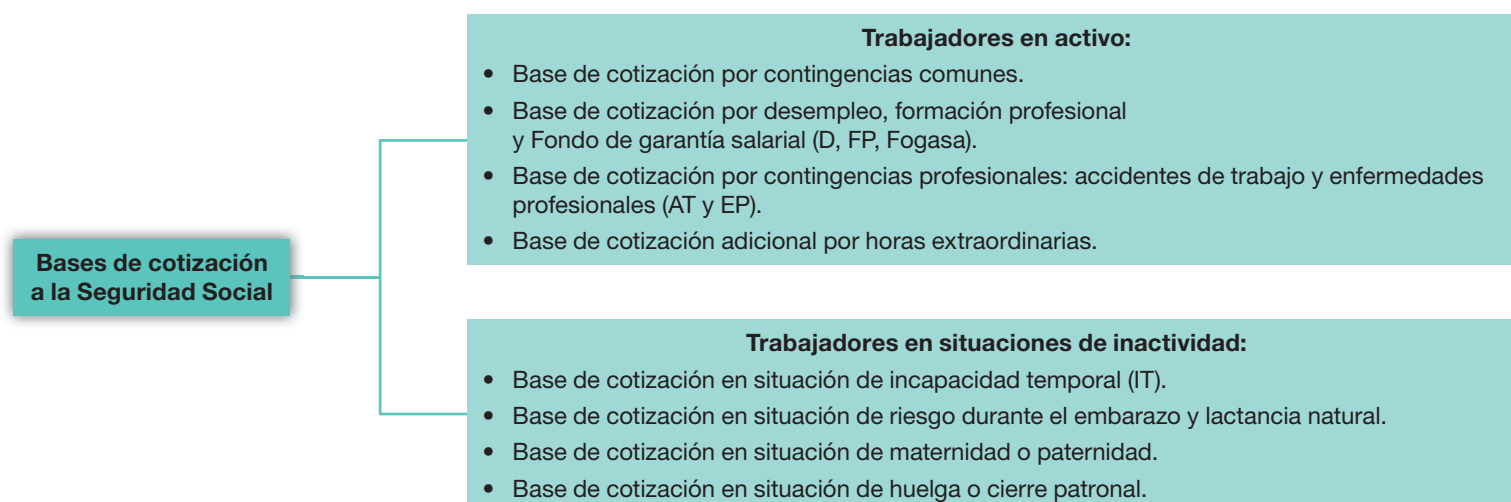 Bases de cotización
a la Seguridad Social
Trabajadores en activo:
• Base de cotización por contingencias comunes.
• Base de cotización por desempleo, formación profesional
y Fondo de garantía salarial (D, FP, Fogasa).
• Base de cotización por contingencias profesionales: accidentes de trabajo y enfermedades
profesionales (AT y EP).
• Base de cotización adicional por horas extraordinarias.
Trabajadores en situaciones de inactividad:
• Base de cotización en situación de incapacidad temporal (IT).
• Base de cotización en situación de riesgo durante el embarazo y lactancia natural.
• Base de cotización en situación de maternidad o paternidad.
• Base de cotización en situación de huelga o cierre patronal.